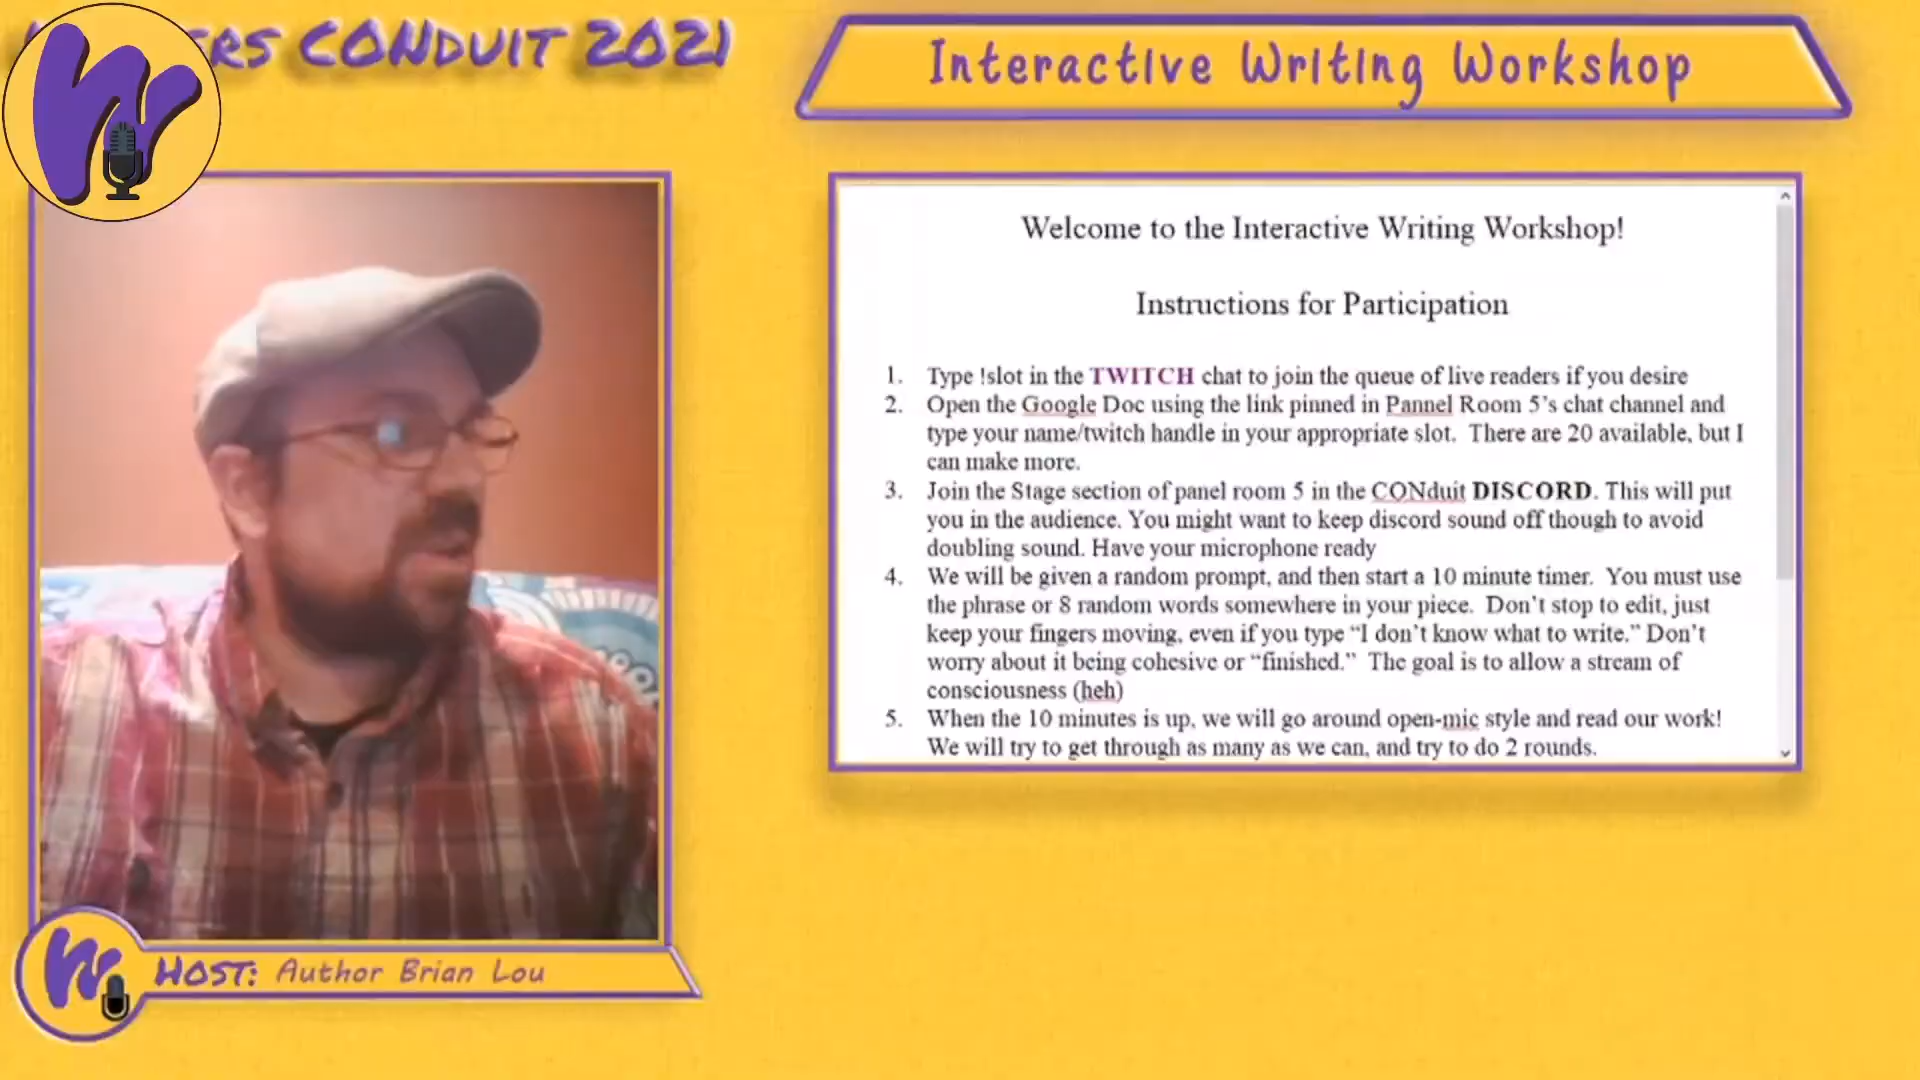 ERS CONDUIT 2021
Interactive Writing Workshop
Welcome to the Interactive Writing Workshop!
Instructions for Participation
1. Type !slot in the TWITCH chat to join the queue of live readers if you desire
2. Open the Google Doc using the link pinned in Pannel Room 5's chat channel and
type your name/twitch handle in your appropriate slot. There are 20 available, but I
can make more.
3. Join the Stage section of panel room 5 in the CONduit DISCORD. This will put
you in the audience. You might want to keep discord sound off though to avoid
doubling sound. Have your microphone ready
4. We will be given a random prompt, and then start a 10 minute timer. You must use
the phrase or 8 random words somewhere in your piece. Don't stop to edit, just
keep your fingers moving, even if you type “I don't know what to write.” Don't
worry about it being cohesive or “finished.” The goal is to allow a stream of
consciousness (heh)
5. When the 10 minutes is up, we will go around open-mic style and read our work!
We will try to get through as many as we can, and try to do 2 rounds.
HOST: Author Brian Lou